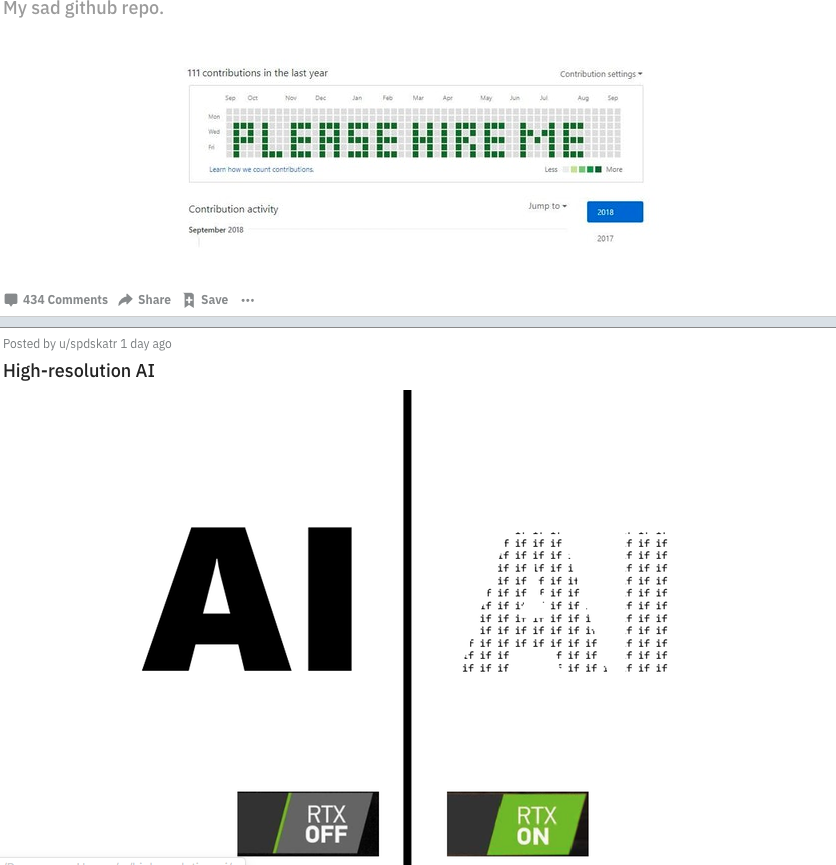 My sad github repo.
111 contributions in the last year
Contribution settings
Sep Oct Nov Dec Jan Feb Mar Apr May Jun Jul Aug Sep
Mon
Wed
Fri
PLEASE HIRE ME
Learn how we count contributions.
Less More
Contribution activity
Jump to
2018
September 2018
2017
434 Comments Share Save ...
Posted by u/spdskatr 1 day ago
High-resolution AI
AI
if if if if if
f if if if f if if
if if if f if if
if if if if f if if
if if f if if f if if
f if if f if if f if if
if if if if f if if
if if if if if f if if
if if if if if f if if
f if if if if if f if if
if if if f if if f if if
if if if if if f if if
RTX
OFF
RTX
ON